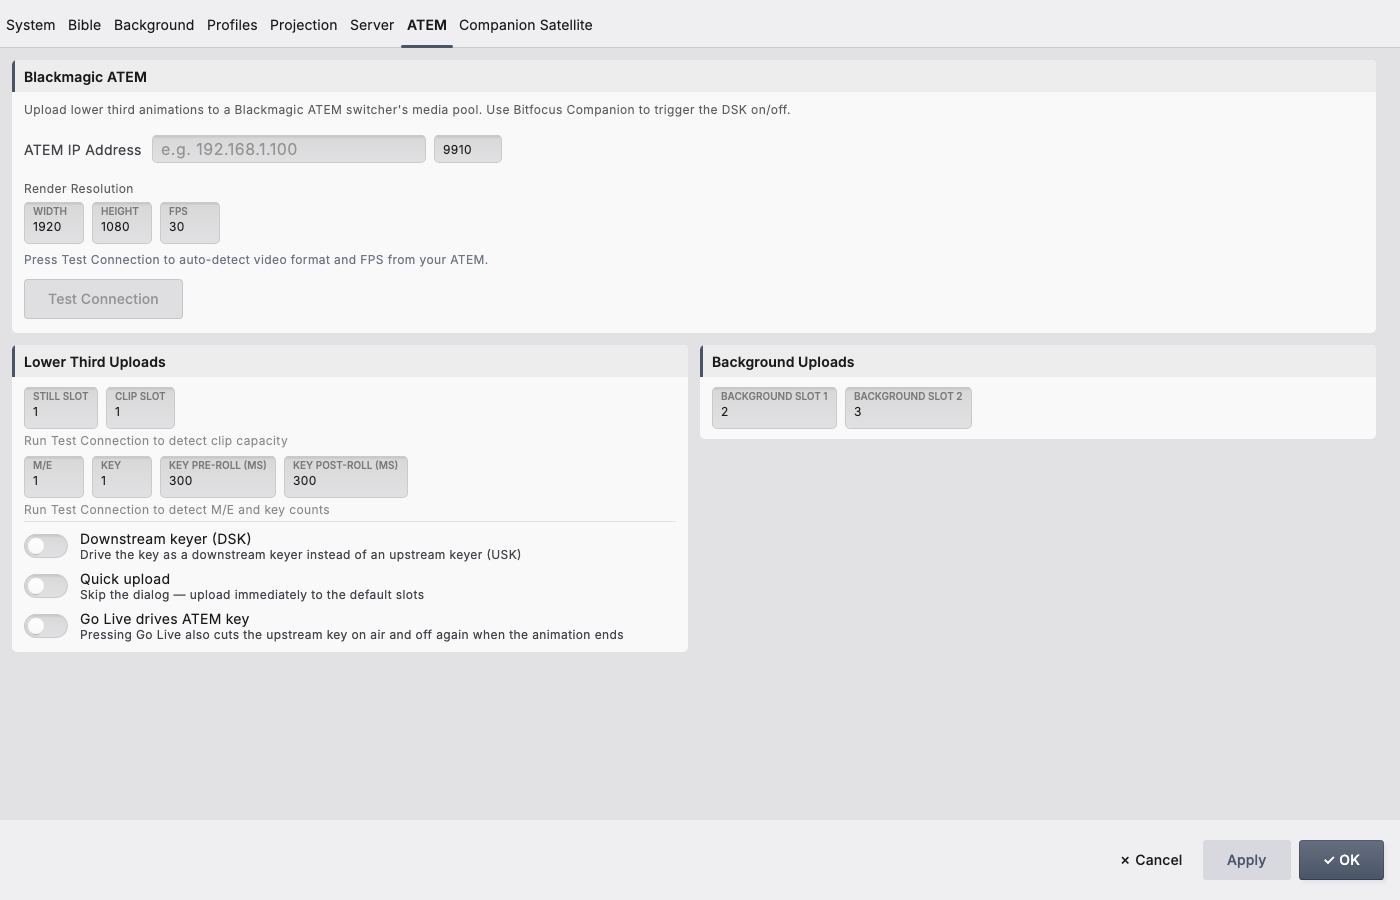 System Bible Background Profiles Projection Server ATEM Companion Satellite
Blackmagic ATEM
Upload lower third animations to a Blackmagic ATEM switcher's media pool. Use Bitfocus Companion to trigger the DSK on/off.
ATEM IP Address e.g. 192.168.1.100 9910
Render Resolution
WIDTH HEIGHT FPS
1920 1080 30
Press Test Connection to auto-detect video format and FPS from your ATEM.
Test Connection
Lower Third Uploads
STILL SLOT CLIP SLOT
1 1
Run Test Connection to detect clip capacity
M/E KEY KEY PRE-ROLL (MS) KEY POST-ROLL (MS)
1 1 300 300
Run Test Connection to detect M/E and key counts
Downstream keyer (DSK)
Drive the key as a downstream keyer instead of an upstream keyer (USK)
Quick upload
Skip the dialog — upload immediately to the default slots
Go Live drives ATEM key
Pressing Go Live also cuts the upstream key on air and off again when the animation ends
Background Uploads
BACKGROUND SLOT 1 BACKGROUND SLOT 2
2 3
× Cancel Apply ✓ OK